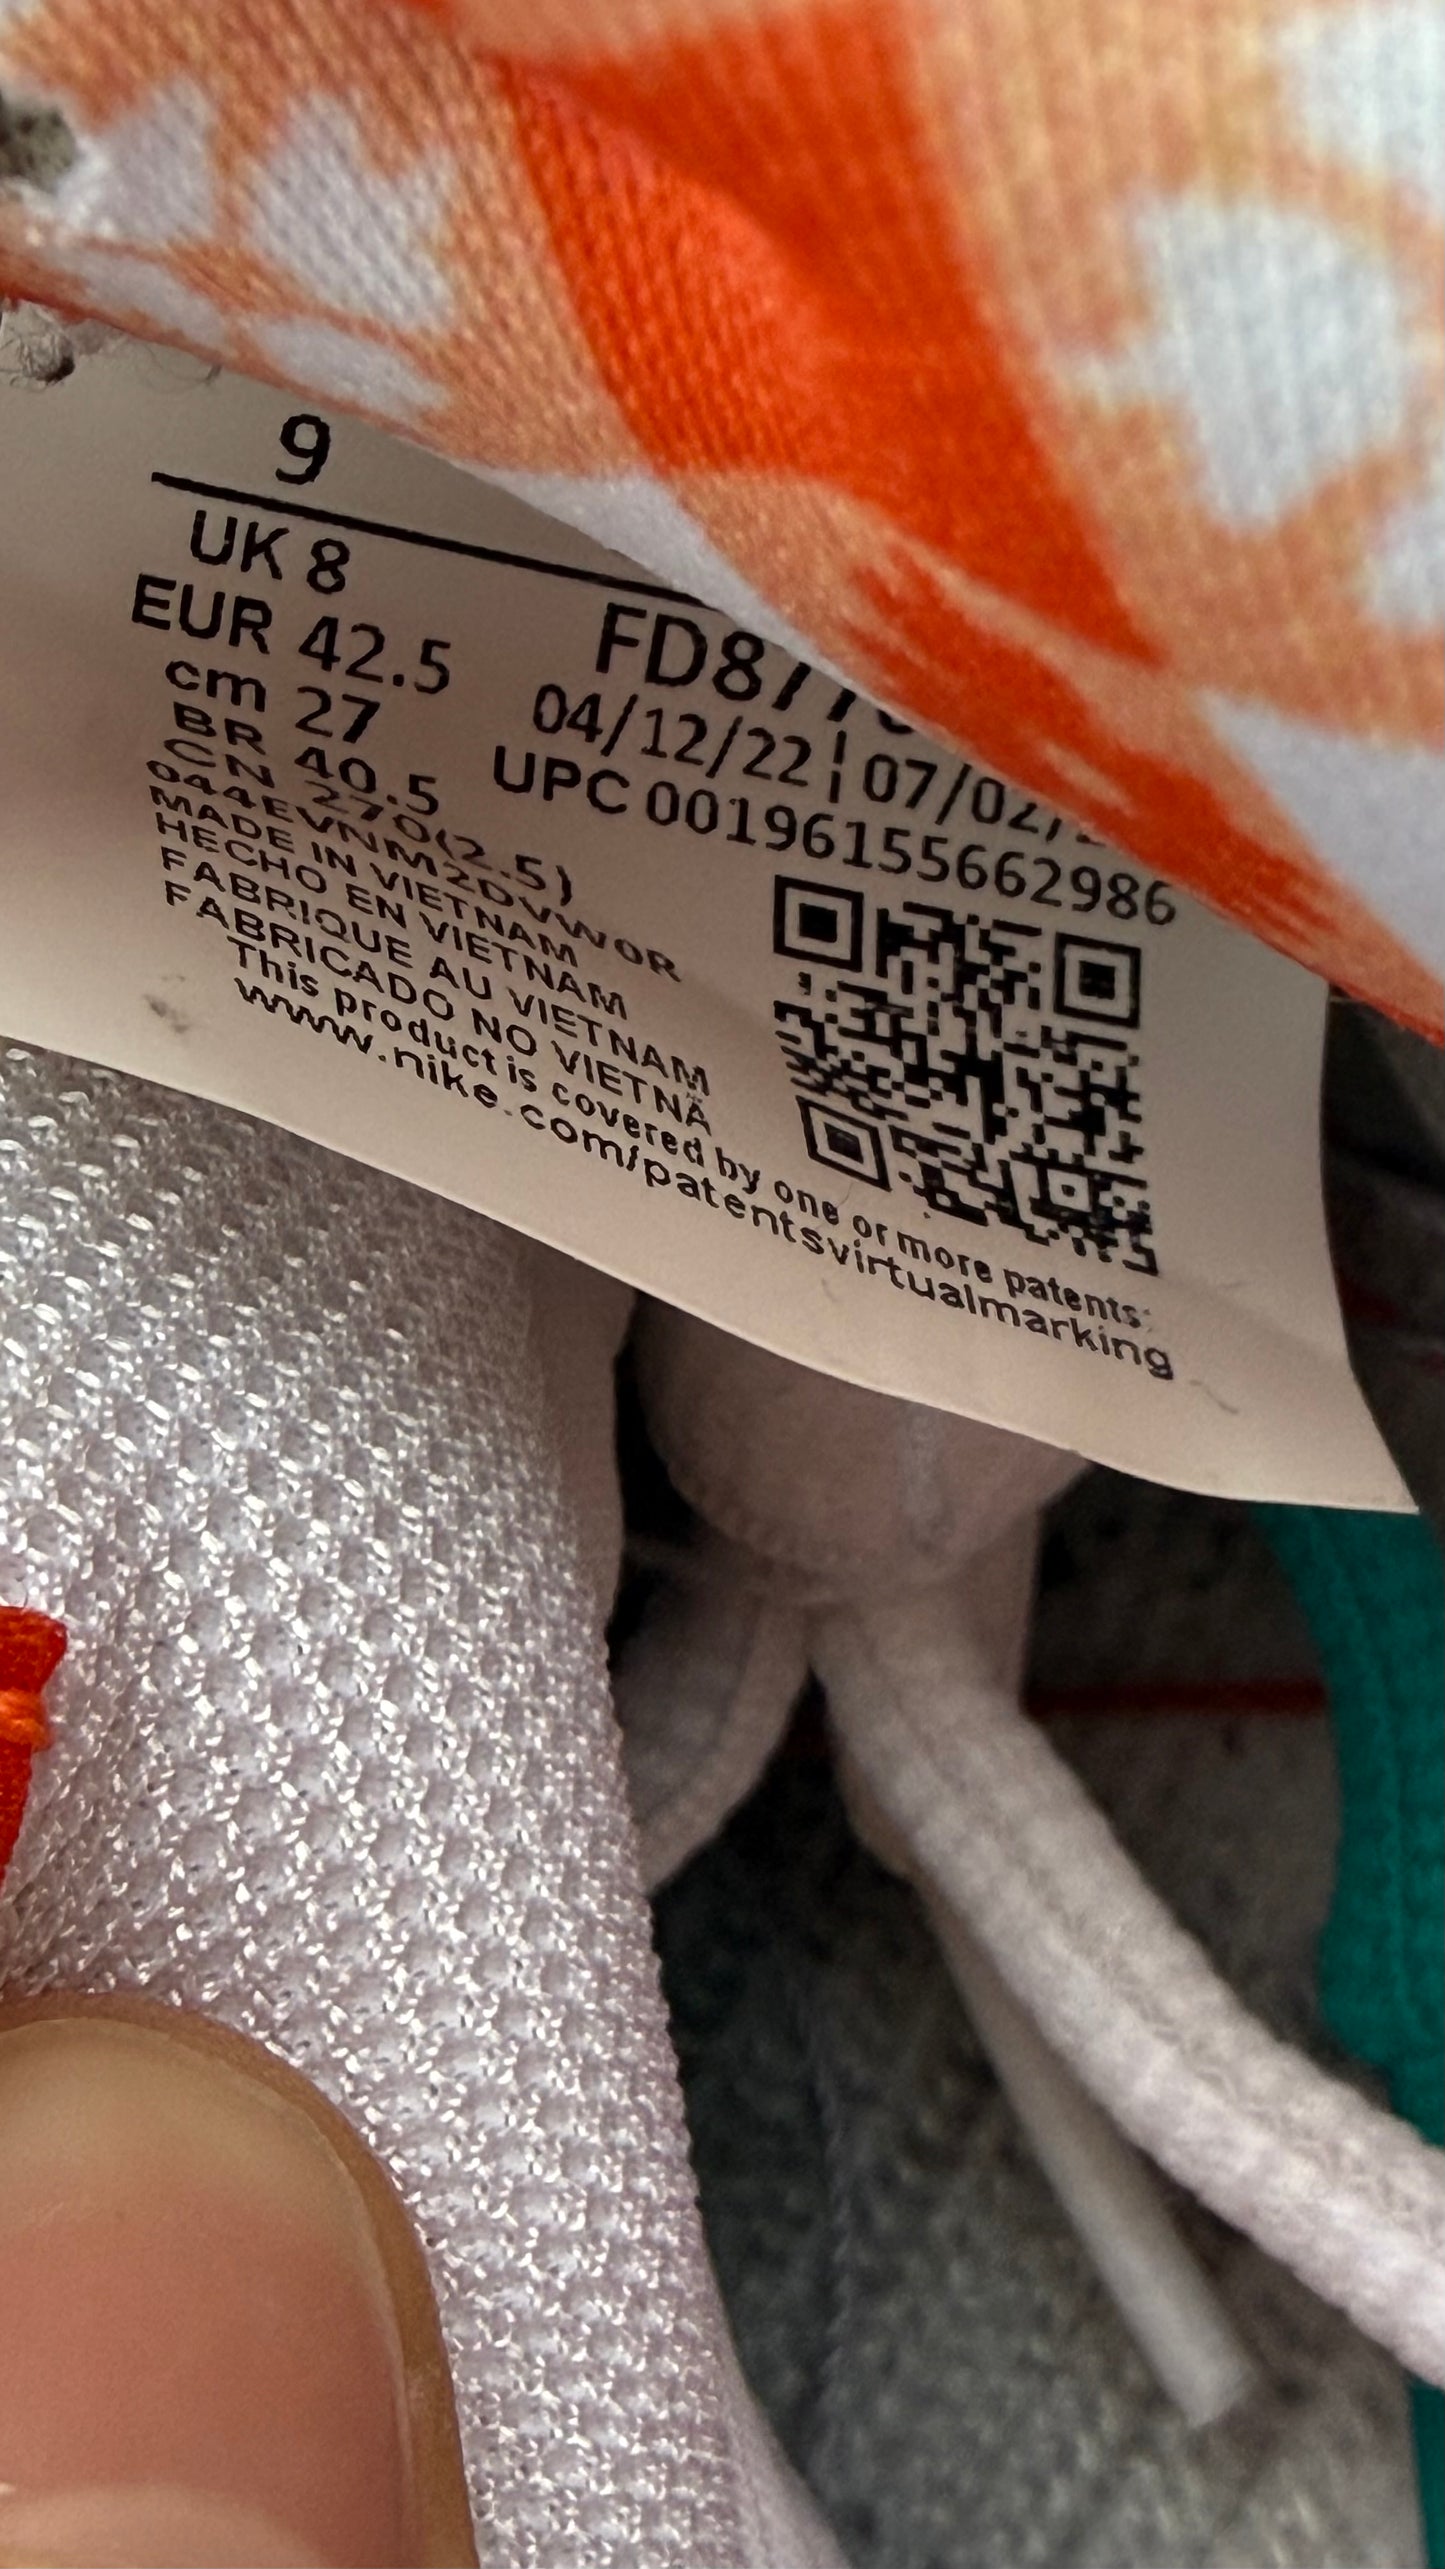 9
UK 8
EUR 42.5
cm 27
BR 40.5
CN 270(2.5)
044EVNM2DVWOR
MADE IN VIETNAM
HECHO EN VIETNAM
FABRIQUE AU VIETNAM
FABRICADO NO VIETNÃ
This product is covered by one or more patents:
www.nike.com/patentsvirtualmarking
04/12/22 ¦
UPC 00196155662986